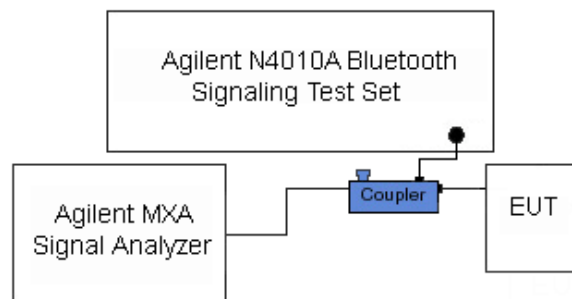 Agilent N4010A Bluetooth
Signaling Test Set
Agilent MXA
Signal Analyzer
Coupler
EUT